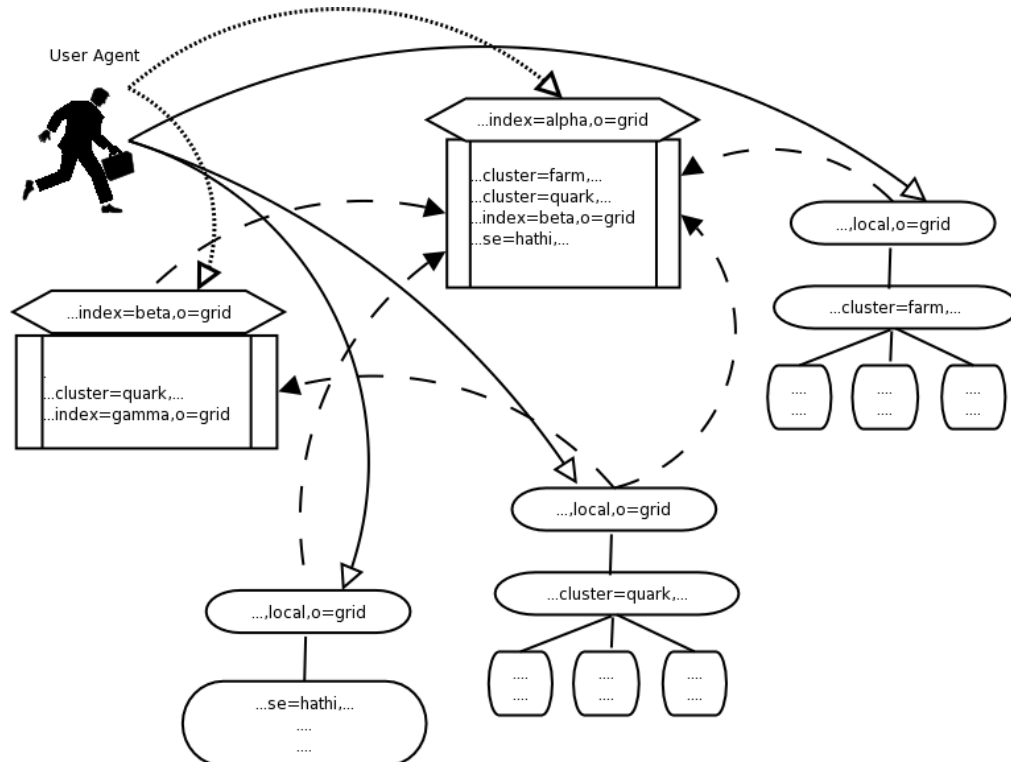 User Agent
...index=alpha,o=grid
...cluster=farm,...
...cluster=quark,...
...index=beta,o=grid
...se=hathi,...
...,local,o=grid
...cluster=farm,...
....
....
....
....
....
....
...index=beta,o=grid
.
...cluster=quark,...
...index=gamma,o=grid
...,local,o=grid
...cluster=quark,...
....
....
....
....
....
....
...,local,o=grid
...se=hathi,...
....
....